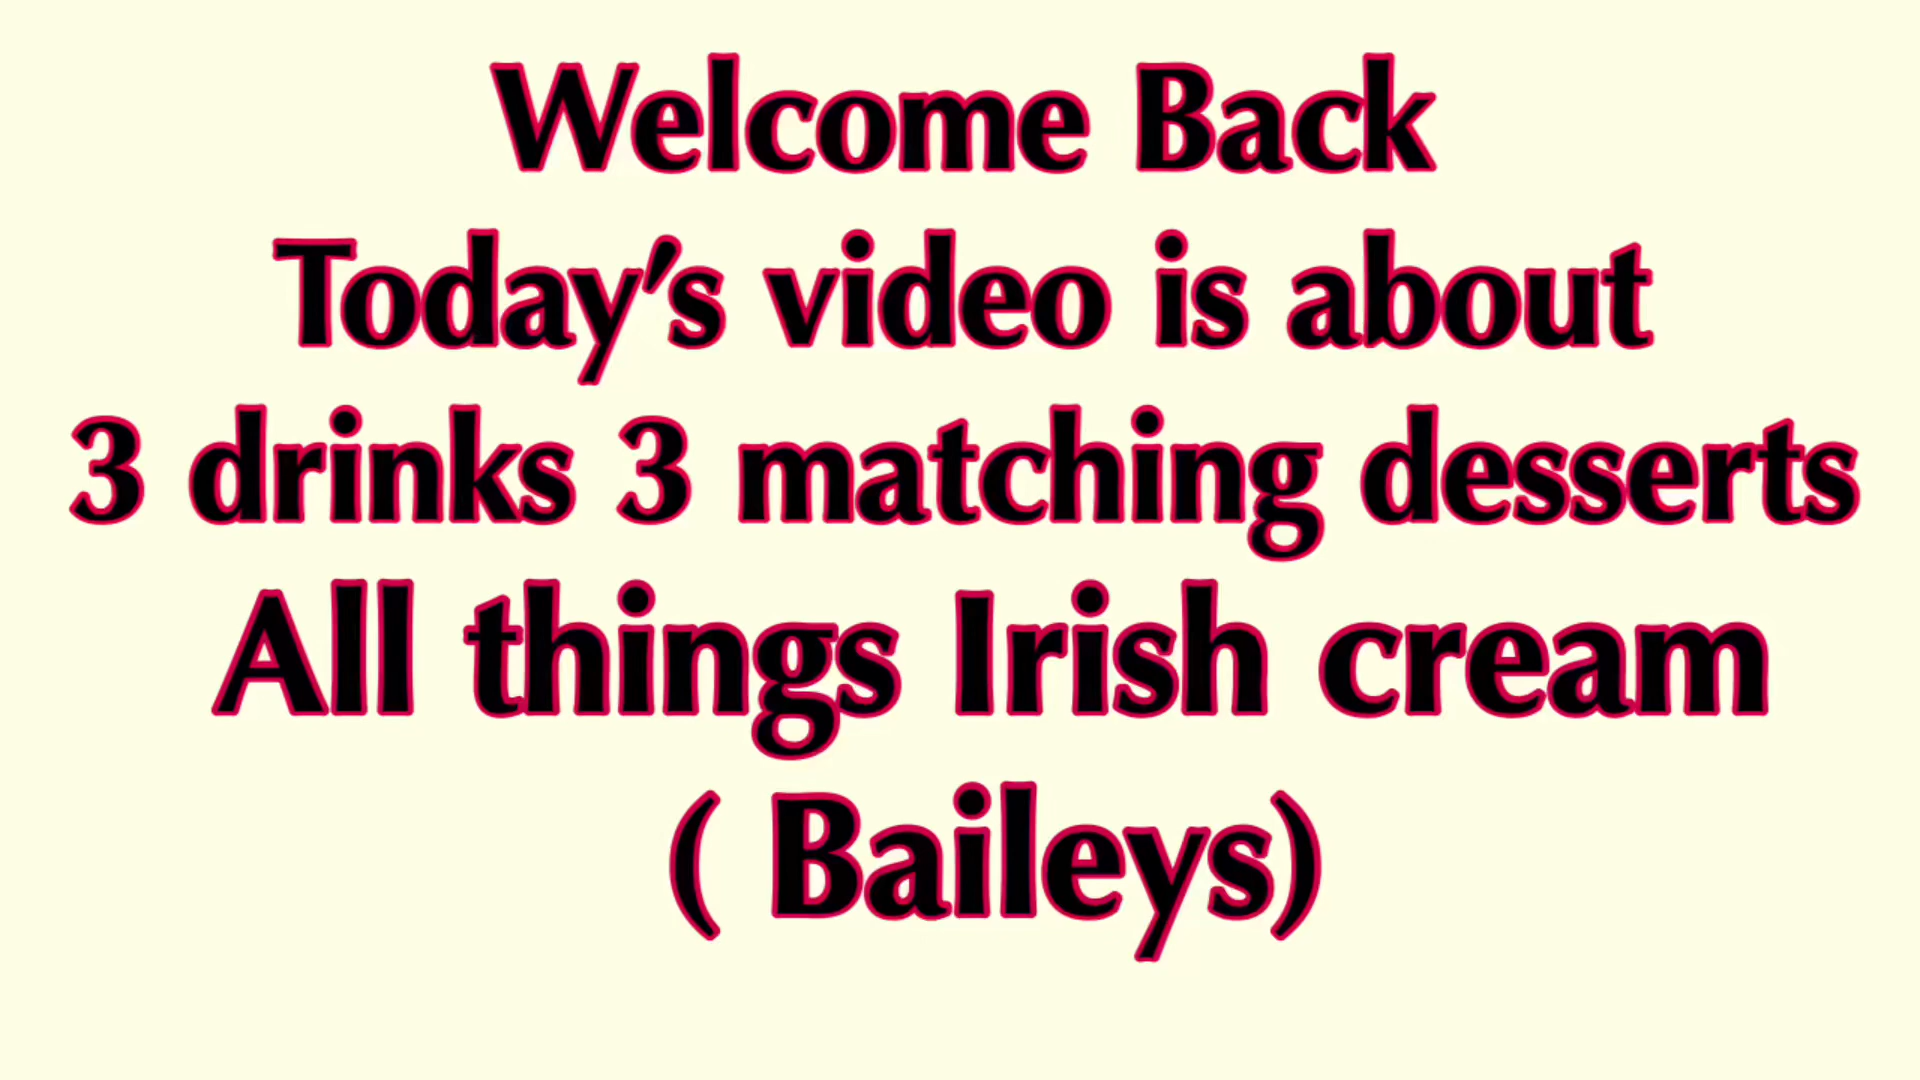 Welcome Back
Today’s video is about
3 drinks 3 matching desserts
All things Irish cream
( Baileys)